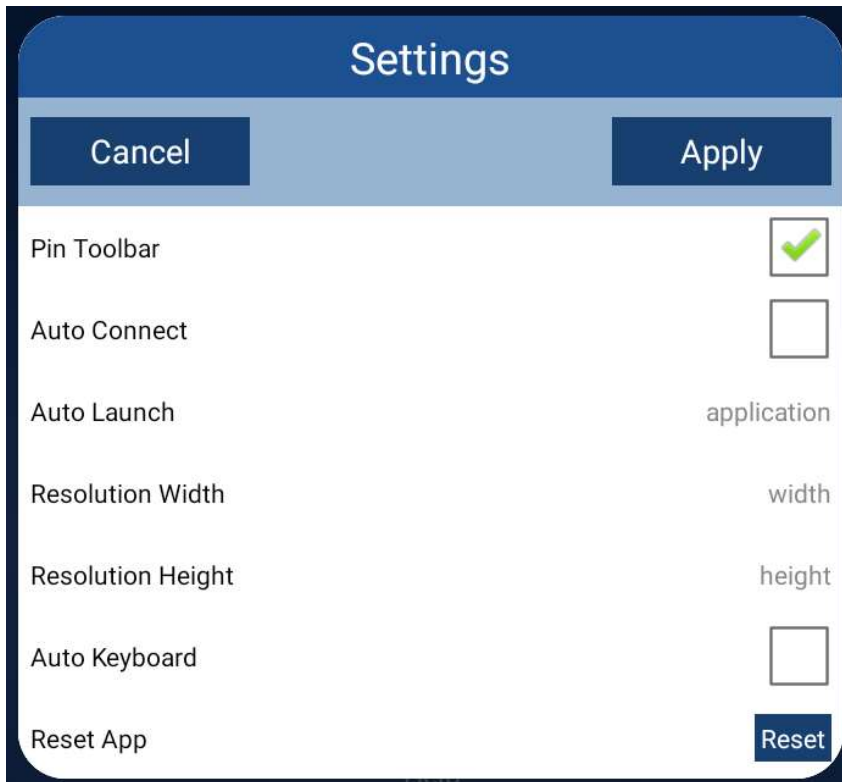 Settings
Cancel Apply
Pin Toolbar
Auto Connect
Auto Launch application
Resolution Width width
Resolution Height height
Auto Keyboard
Reset App Reset